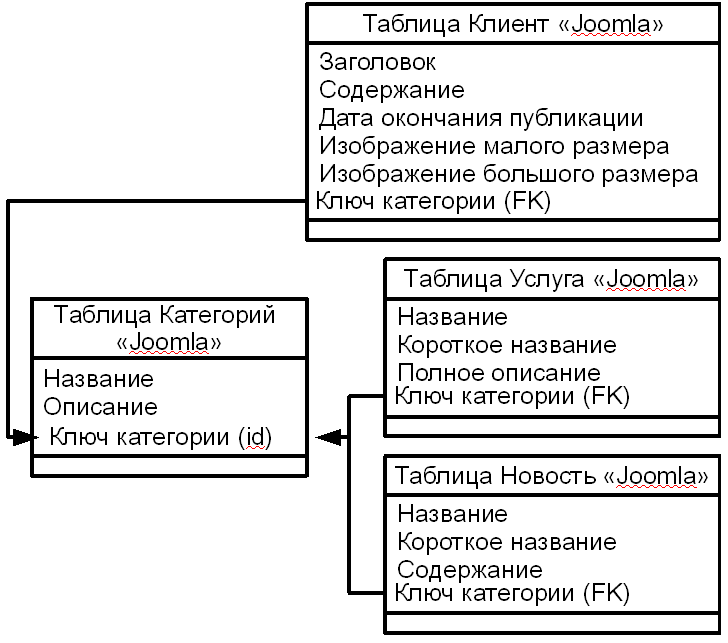 Таблица Клиент «Joomla»
Заголовок
Содержание
Дата окончания публикации
Изображение малого размера
Изображение большого размера
Ключ категории (FK)
Таблица Категорий
«Joomla»
Название
Описание
Ключ категории (id)
Таблица Услуга «Joomla»
Название
Короткое название
Полное описание
Ключ категории (FK)
Таблица Новость «Joomla»
Название
Короткое название
Содержание
Ключ категории (FK)